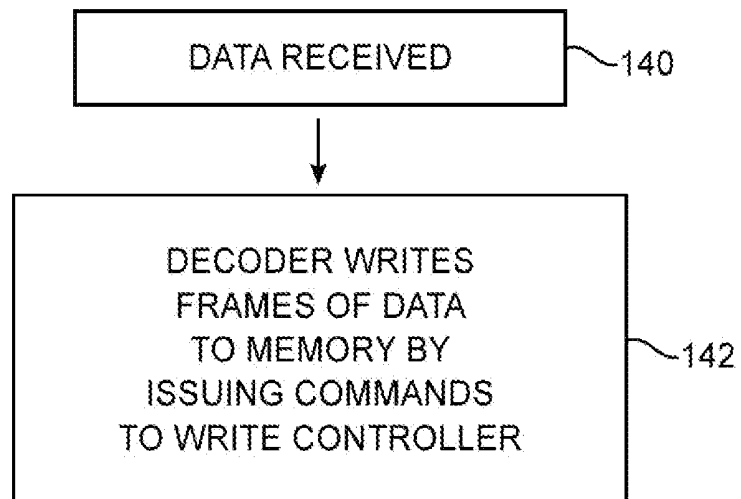 DATA RECEIVED
140
DECODER WRITES
FRAMES OF DATA
TO MEMORY BY
ISSUING COMMANDS
TO WRITE CONTROLLER
142